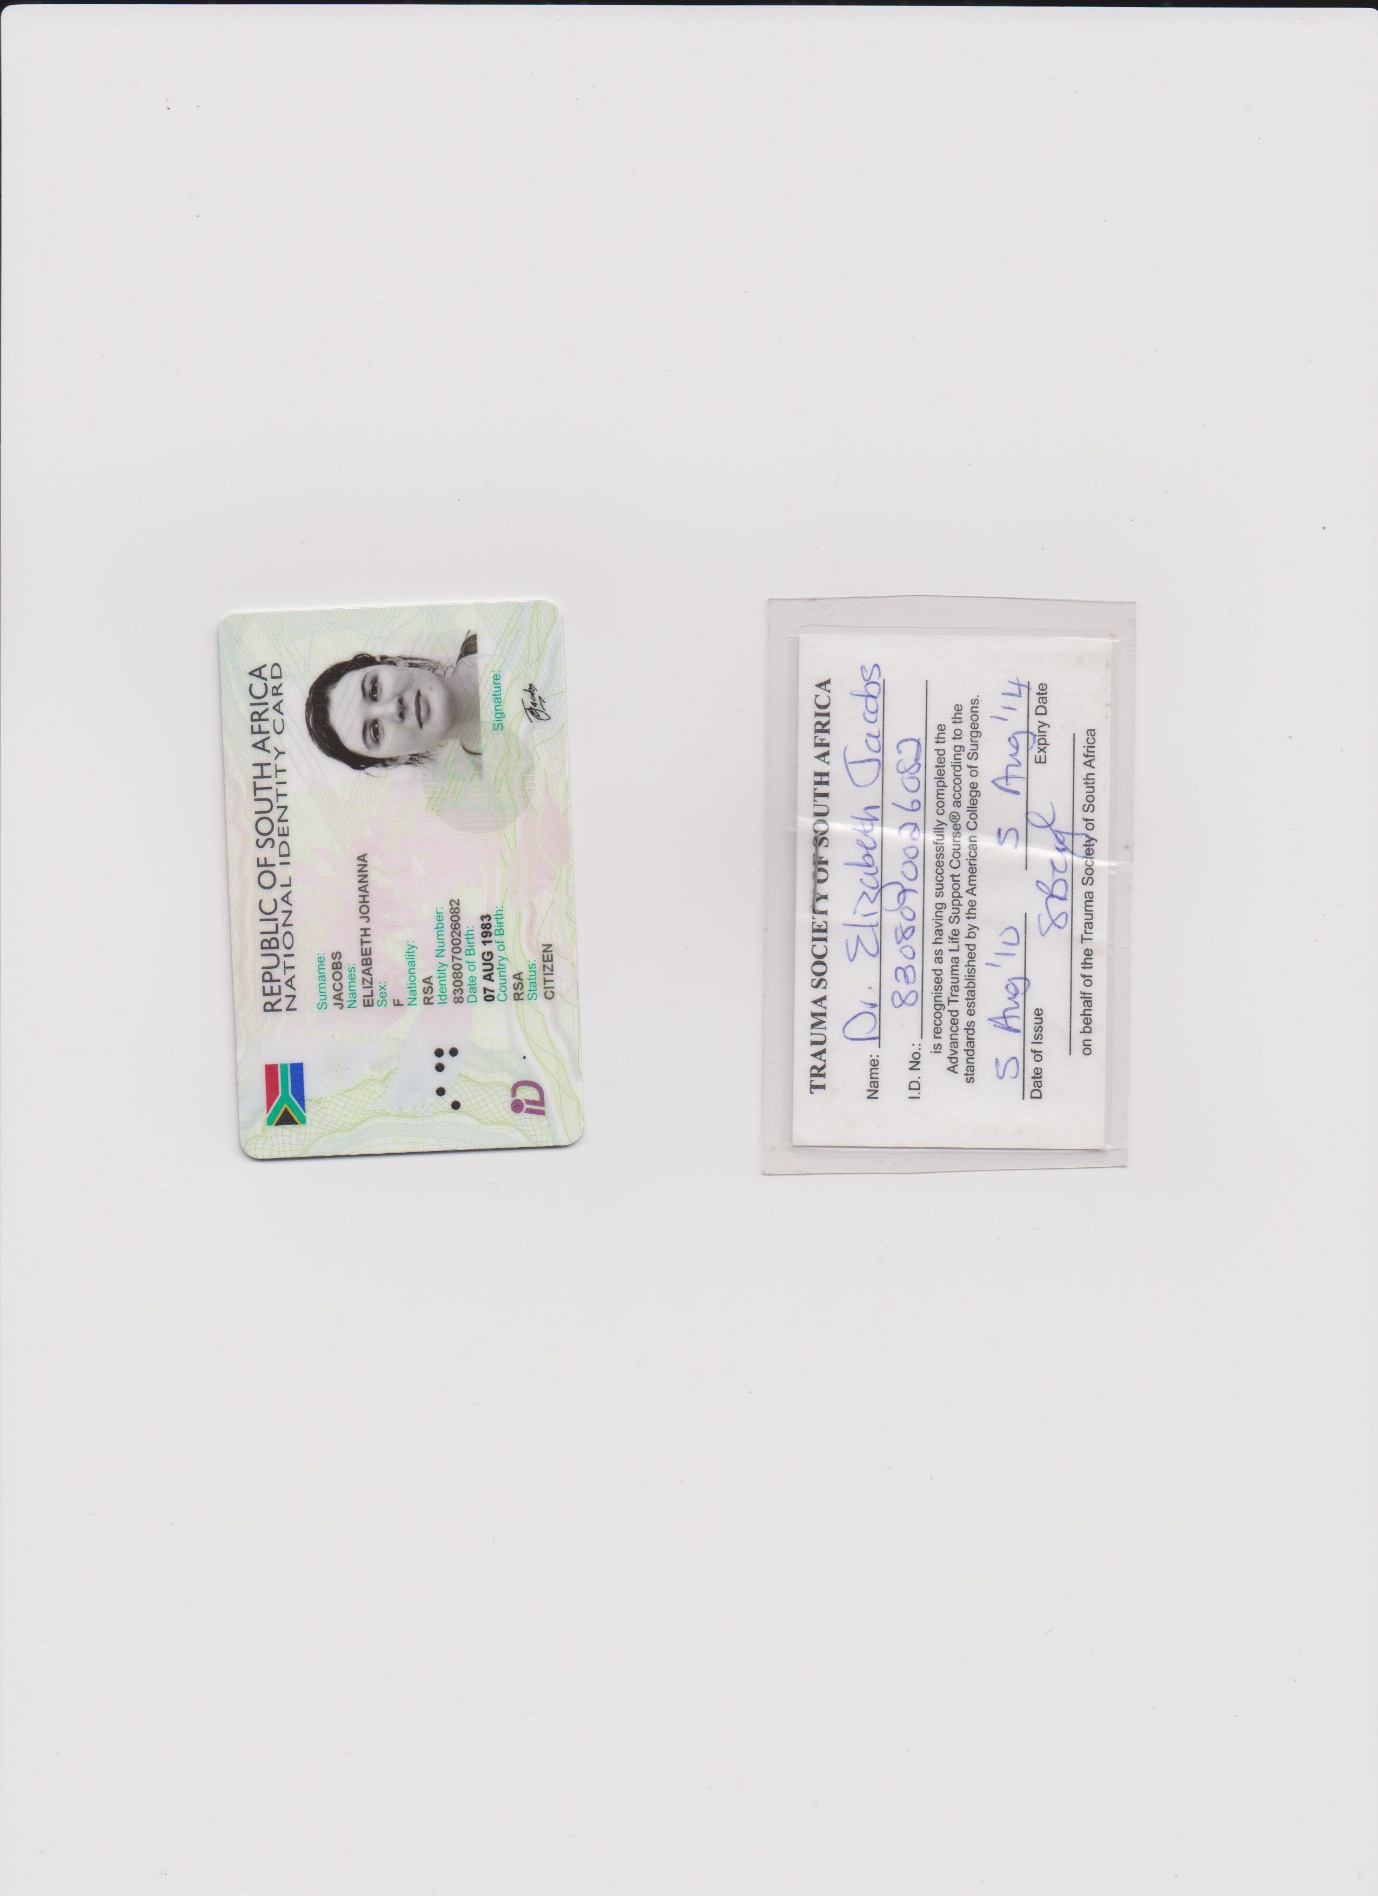 REPUBLIC OF SOUTH AFRICA
NATIONAL IDENTITY CARD
Surname:
JACOBS
Names:
ELIZABETH JOHANNA
Sex:
F
Nationality:
RSA
Identity Number:
8308070026082
Date of Birth:
07 AUG 1983
Country of Birth:
RSA
Status:
CITIZEN
Signature:
iD
TRAUMA SOCIETY OF SOUTH AFRICA
Name: Dr. Elizabeth Jacobs
I.D. No.:
is recognised as having successfully completed the
Advanced Trauma Life Support Course® according to the
standards established by the American College of Surgeons.
5 Aug '10 5 Aug '14
Date of Issue Expiry Date
on behalf of the Trauma Society of South Africa